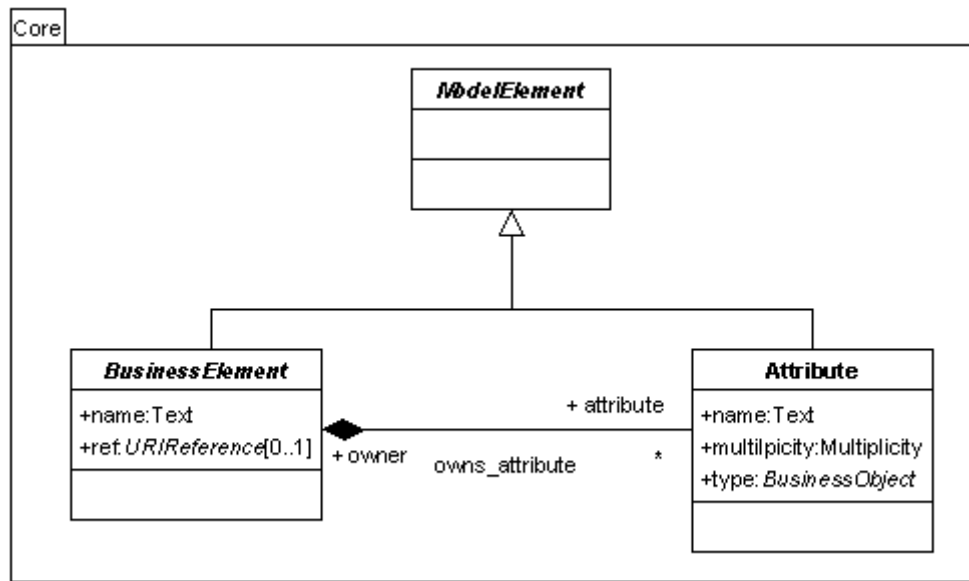 Core
ModelElement
BusinessElement
+name:Text
+ref:URIReference[0..1]
+ owner
owns_attribute
+ attribute
*
Attribute
+name:Text
+multilpicity:Multiplicity
+type:BusinessObject